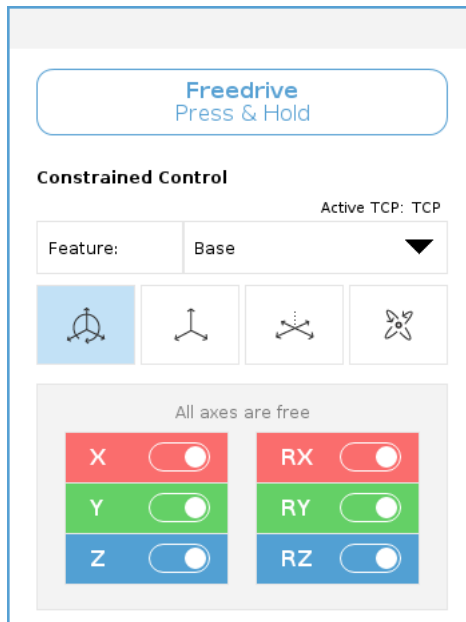 Freedrive
Press & Hold
Constrained Control
Active TCP: TCP
Feature: Base
All axes are free
X RX
Y RY
Z RZ